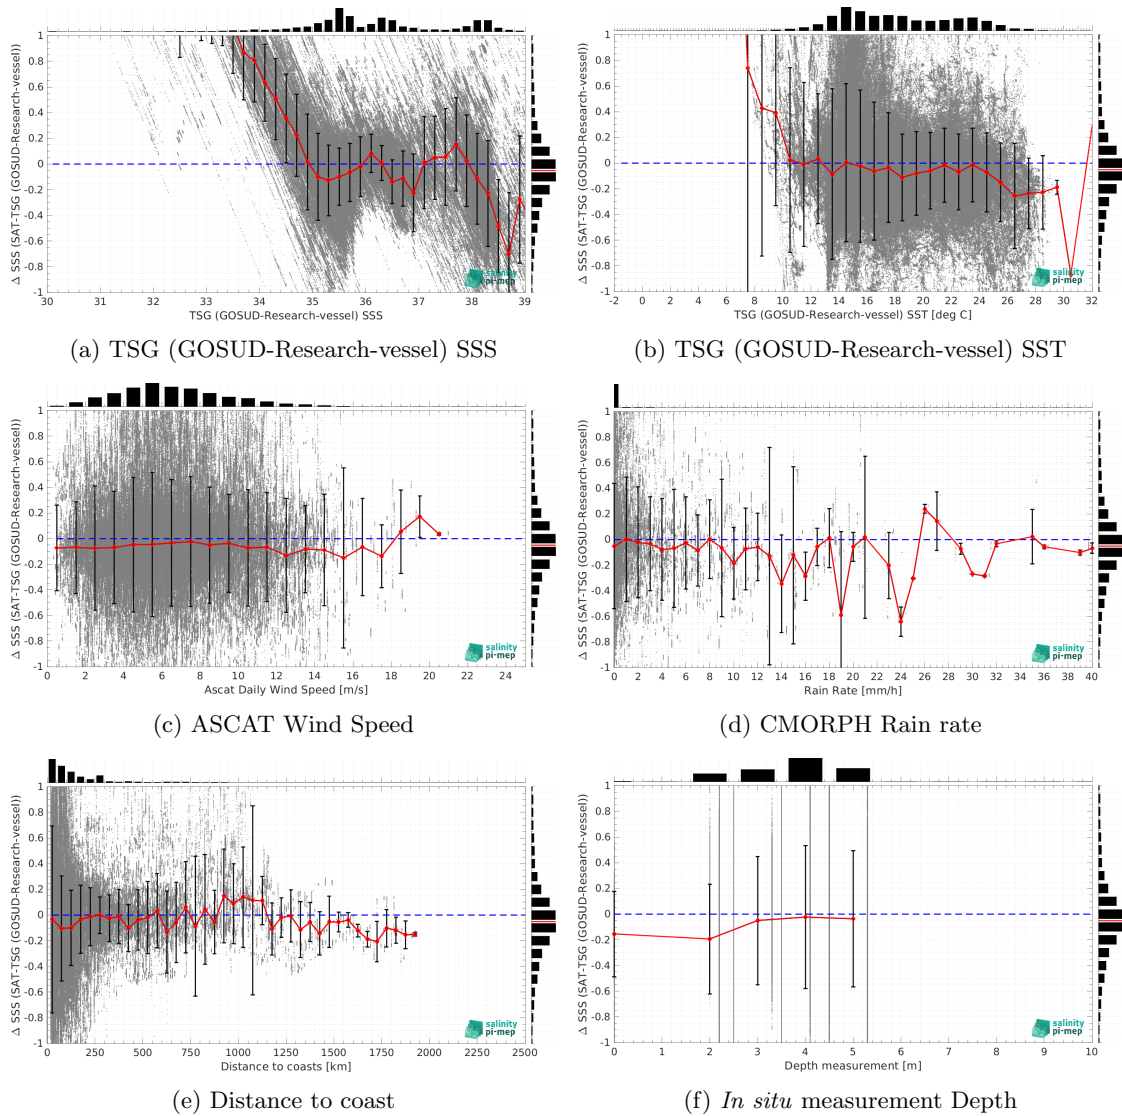 Δ SSS (SAT-TSG (GOSUD-Research-vessel))
1
0.8
0.6
0.4
0.2
0
-0.2
-0.4
-0.6
-0.8
-1
30 31 32 33 34 35 36 37 38 39
TSG (GOSUD-Research-vessel) SSS
salinity
pi-mep
(a) TSG (GOSUD-Research-vessel) SSS
Δ SSS (SAT-TSG (GOSUD-Research-vessel))
1
0.8
0.6
0.4
0.2
0
-0.2
-0.4
-0.6
-0.8
-1
-2 0 2 4 6 8 10 12 14 16 18 20 22 24 26 28 30 32
TSG (GOSUD-Research-vessel) SST [deg C]
salinity
pi-mep
(b) TSG (GOSUD-Research-vessel) SST
Δ SSS (SAT-TSG (GOSUD-Research-vessel))
1
0.8
0.6
0.4
0.2
0
-0.2
-0.4
-0.6
-0.8
-1
0 2 4 6 8 10 12 14 16 18 20 22 24
Ascat Daily Wind Speed [m/s]
salinity
pi-mep
(c) ASCAT Wind Speed
Δ SSS (SAT-TSG (GOSUD-Research-vessel))
1
0.8
0.6
0.4
0.2
0
-0.2
-0.4
-0.6
-0.8
-1
0 2 4 6 8 10 12 14 16 18 20 22 24 26 28 30 32 34 36 38 40
Rain Rate [mm/h]
salinity
pi-mep
(d) CMORPH Rain rate
Δ SSS (SAT-TSG (GOSUD-Research-vessel))
1
0.8
0.6
0.4
0.2
0
-0.2
-0.4
-0.6
-0.8
-1
0 250 500 750 1000 1250 1500 1750 2000 2250 2500
Distance to coasts [km]
salinity
pi-mep
(e) Distance to coast
Δ SSS (SAT-TSG (GOSUD-Research-vessel))
1
0.8
0.6
0.4
0.2
0
-0.2
-0.4
-0.6
-0.8
-1
0 1 2 3 4 5 6 7 8 9 10
Depth measurement [m]
salinity
pi-mep
(f) In situ measurement Depth